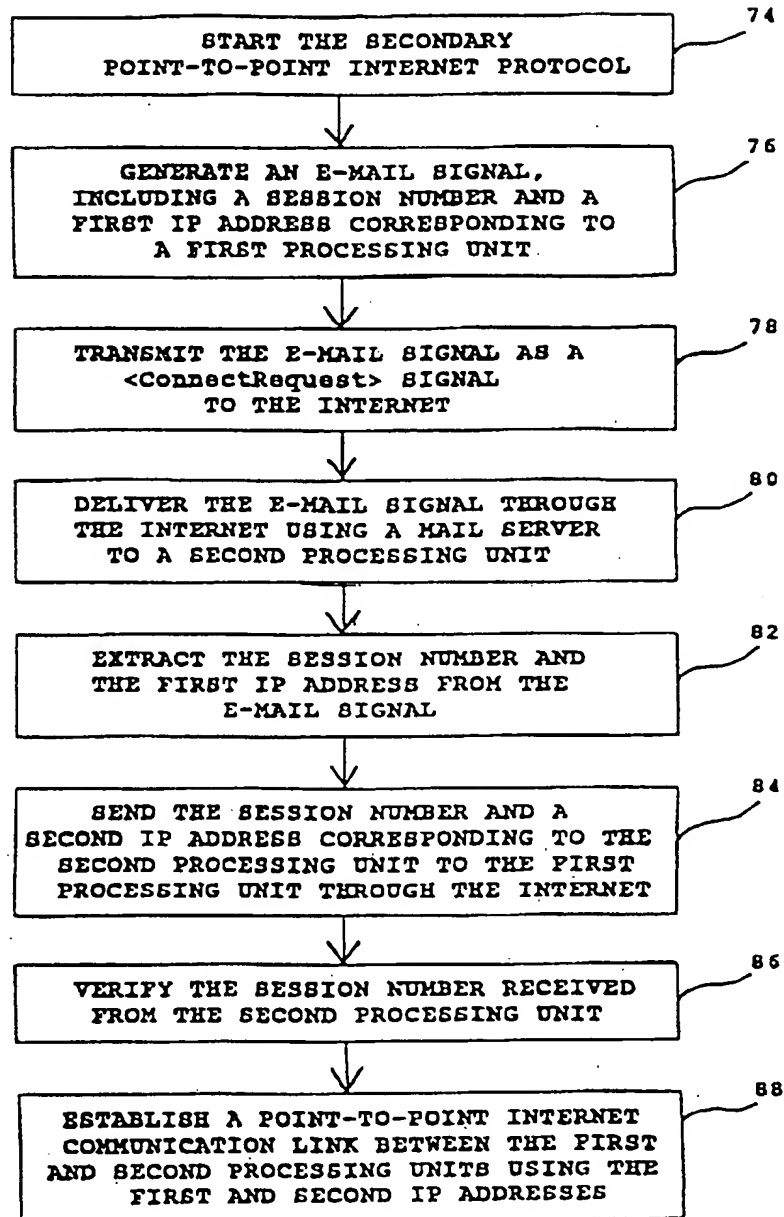 74
START THE SECONDARY
POINT-TO-POINT INTERNET PROTOCOL
76
GENERATE AN E-MAIL SIGNAL,
INCLUDING A SESSION NUMBER AND A
FIRST IP ADDRESS CORRESPONDING TO
A FIRST PROCESSING UNIT
78
TRANSMIT THE E-MAIL SIGNAL AS A
<ConnectRequest> SIGNAL
TO THE INTERNET
80
DELIVER THE E-MAIL SIGNAL THROUGH
THE INTERNET USING A MAIL SERVER
TO A SECOND PROCESSING UNIT
82
EXTRACT THE SESSION NUMBER AND
THE FIRST IP ADDRESS FROM THE
E-MAIL SIGNAL
84
SEND THE SESSION NUMBER AND A
SECOND IP ADDRESS CORRESPONDING TO THE
SECOND PROCESSING UNIT TO THE FIRST
PROCESSING UNIT THROUGH THE INTERNET
86
VERIFY THE SESSION NUMBER RECEIVED
FROM THE SECOND PROCESSING UNIT
88
ESTABLISH A POINT-TO-POINT INTERNET
COMMUNICATION LINK BETWEEN THE FIRST
AND SECOND PROCESSING UNITS USING THE
FIRST AND SECOND IP ADDRESSES